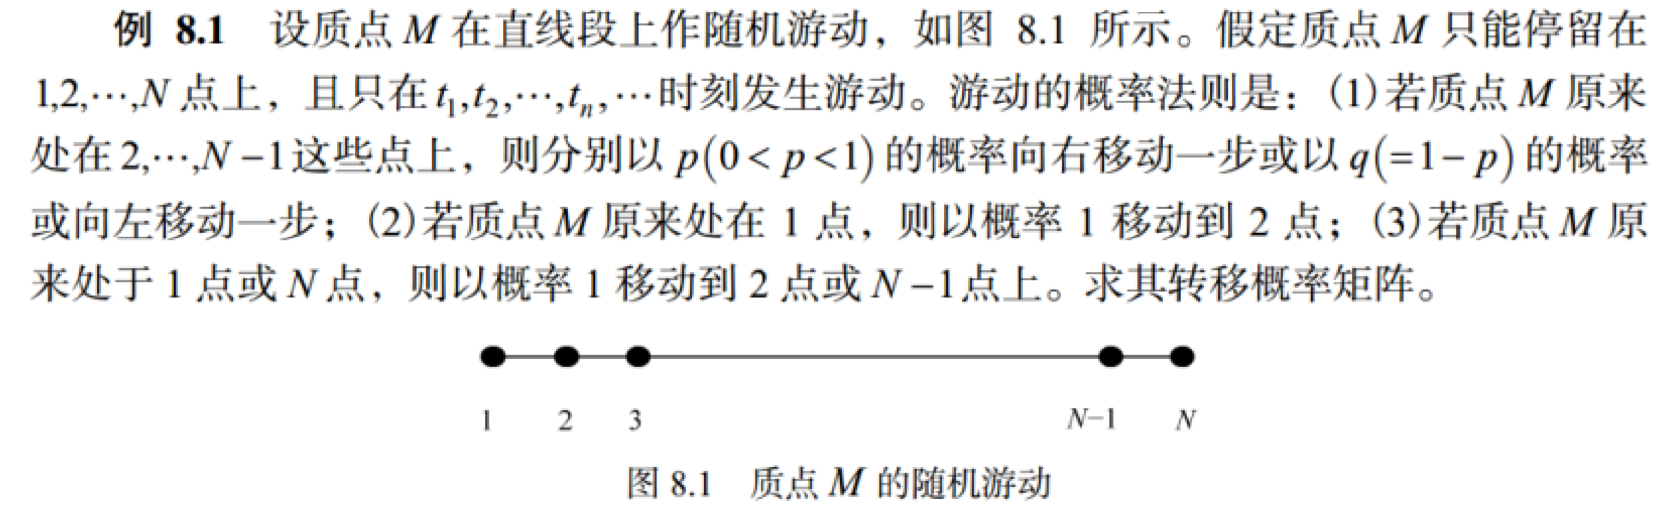 例 8.1 设质点 M 在直线段上作随机游动，如图 8.1 所示。假定质点 M 只能停留在
1,2,⋯,N 点上，且只在 t₁,t₂,⋯,tₙ,⋯ 时刻发生游动。游动的概率法则是：(1)若质点 M 原来
处在 2,⋯,N−1 这些点上，则分别以 p(0<p<1) 的概率向右移动一步或以 q(=1−p) 的概率
或向左移动一步；(2)若质点 M 原来处在 1 点，则以概率 1 移动到 2 点；(3)若质点 M 原
来处于 1 点或 N 点，则以概率 1 移动到 2 点或 N−1 点上。求其转移概率矩阵。
1 2 3 N−1 N
图 8.1 质点 M 的随机游动